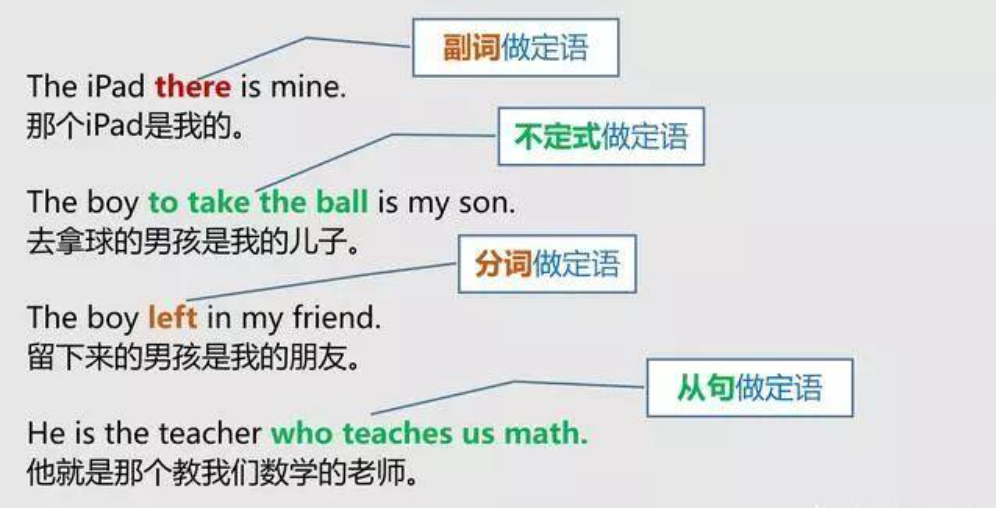 副词做定语
The iPad there is mine.
那个iPad是我的。
不定式做定语
The boy to take the ball is my son.
去拿球的男孩是我的儿子。
分词做定语
The boy left in my friend.
留下来的男孩是我的朋友。
从句做定语
He is the teacher who teaches us math.
他就是那个教我们数学的老师。